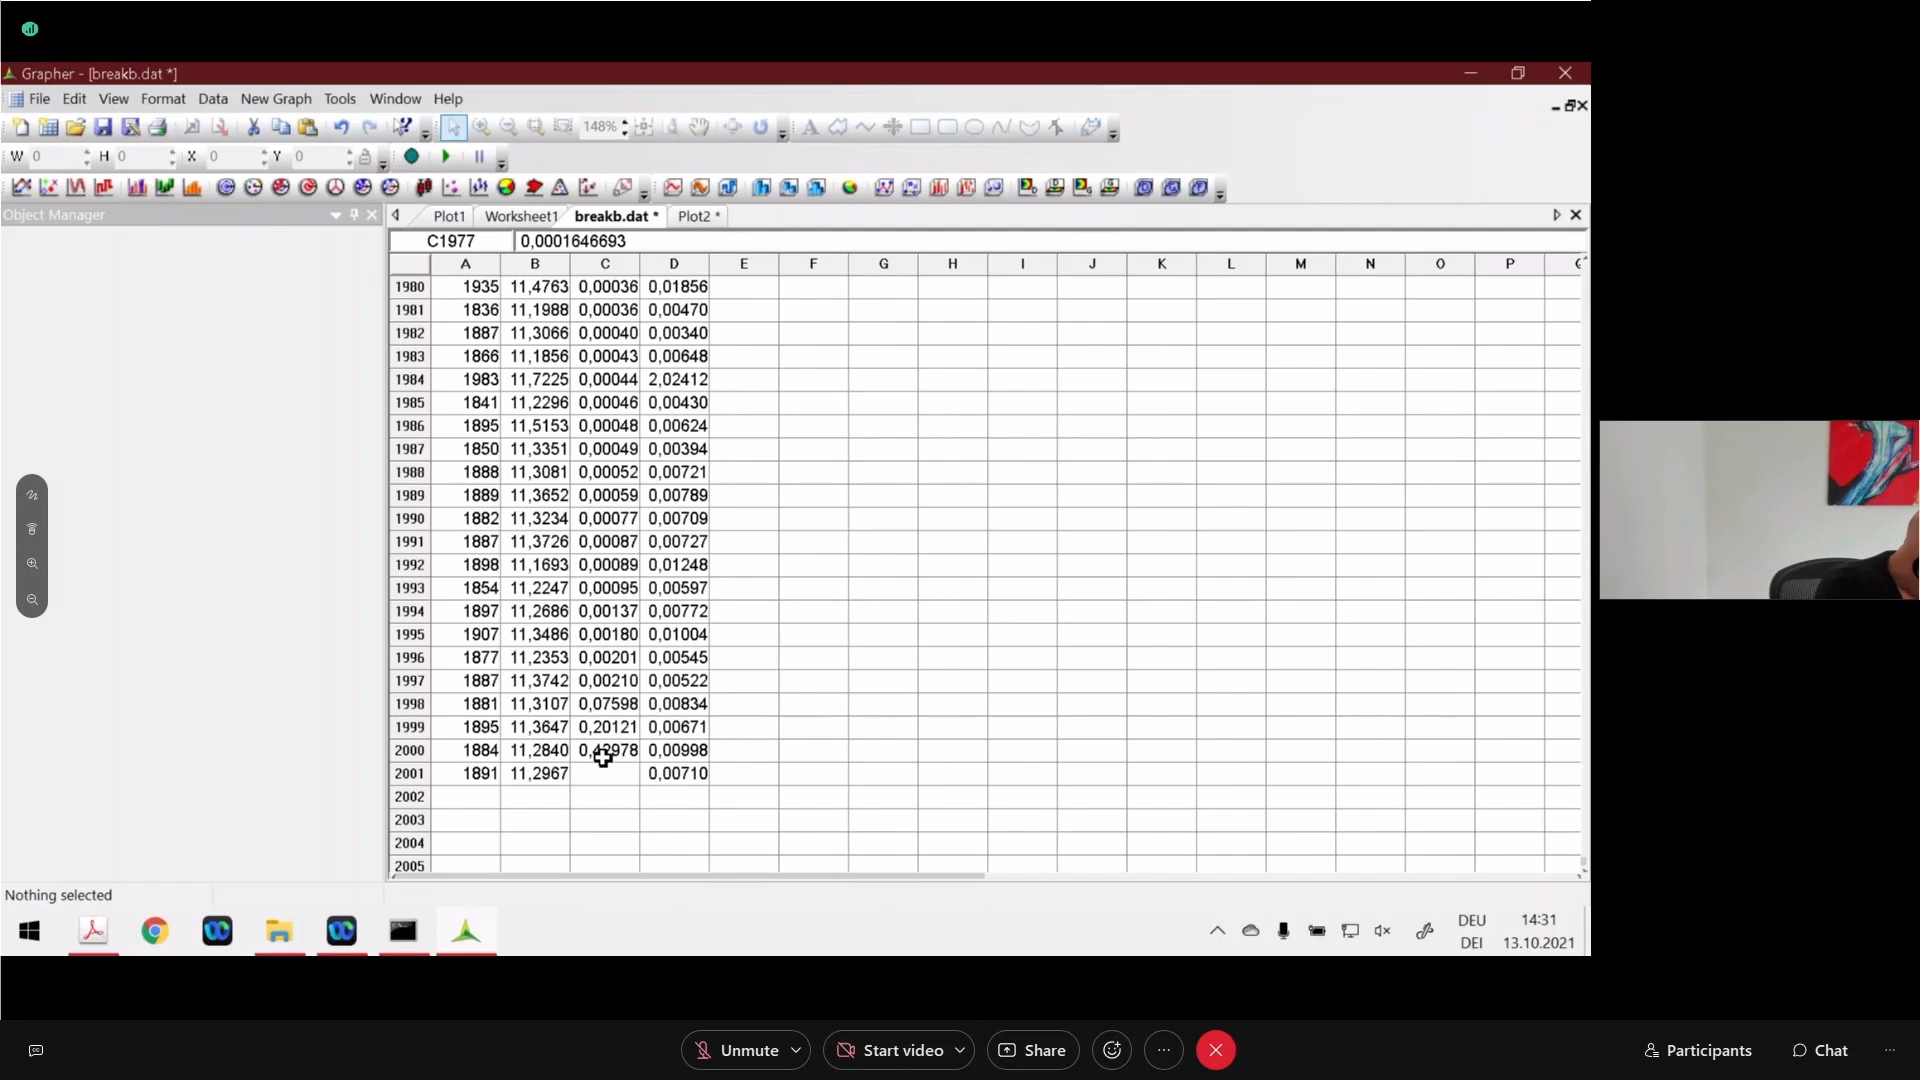 Grapher - [breakb.dat *]
File Edit View Format Data New Graph Tools Window Help
148%
W 0 H 0 X 0 Y 0
Object Manager
Plot1 Worksheet1 breakb.dat * Plot2 *
C1977 0,0001646693
A B C D E F G H I J K L M N O P
1980 1935 11,4763 0,00036 0,01856
1981 1836 11,1988 0,00036 0,00470
1982 1887 11,3066 0,00040 0,00340
1983 1866 11,1856 0,00043 0,00648
1984 1983 11,7225 0,00044 2,02412
1985 1841 11,2296 0,00046 0,00430
1986 1895 11,5153 0,00048 0,00624
1987 1850 11,3351 0,00049 0,00394
1988 1888 11,3081 0,00052 0,00721
1989 1889 11,3652 0,00059 0,00789
1990 1882 11,3234 0,00077 0,00709
1991 1887 11,3726 0,00087 0,00727
1992 1898 11,1693 0,00089 0,01248
1993 1854 11,2247 0,00095 0,00597
1994 1897 11,2686 0,00137 0,00772
1995 1907 11,3486 0,00180 0,01004
1996 1877 11,2353 0,00201 0,00545
1997 1887 11,3742 0,00210 0,00522
1998 1881 11,3107 0,07598 0,00834
1999 1895 11,3647 0,20121 0,00671
2000 1884 11,2840 0,00998
2001 1891 11,2967 0,00710
2002
2003
2004
2005
Nothing selected
DEU 14:31
DEI 13.10.2021
Unmute Start video Share Participants Chat